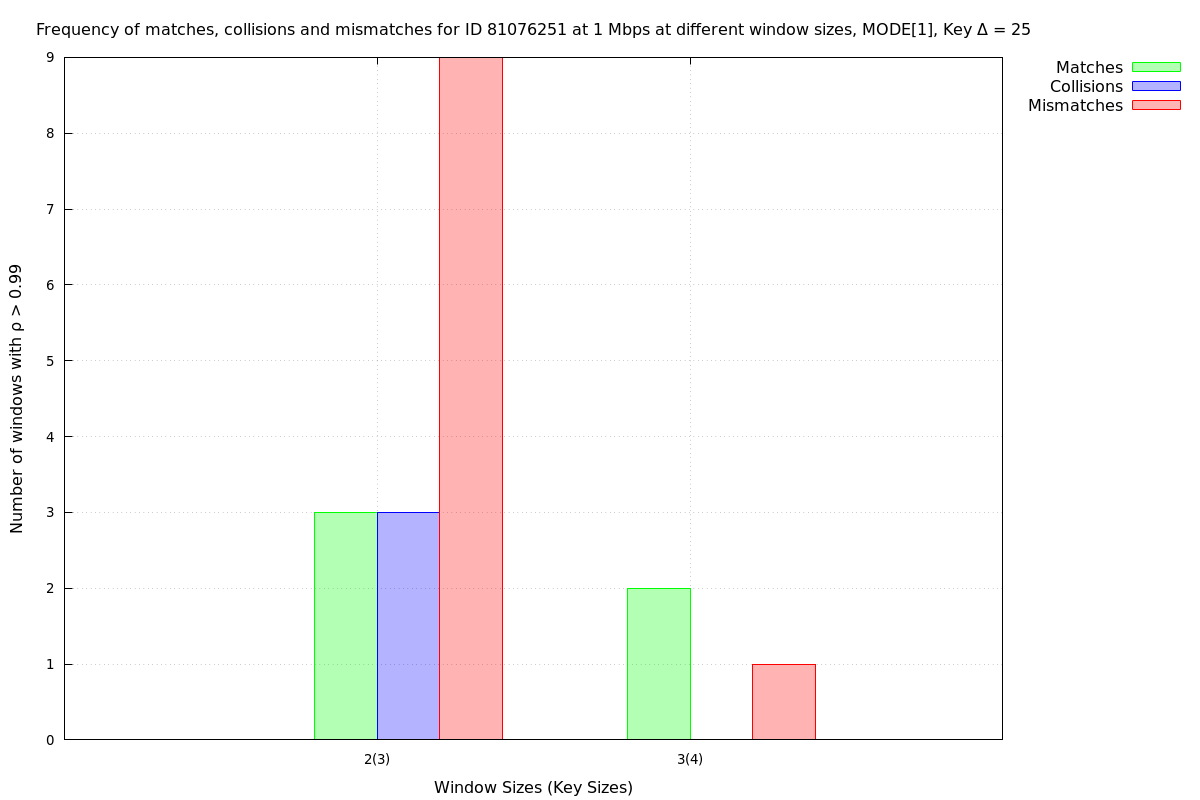 Frequency of matches, collisions and mismatches for ID 81076251 at 1 Mbps at different window sizes, MODE[1], Key Δ = 25
Matches
Collisions
Mismatches
Number of windows with ρ > 0.99
9
8
7
6
5
4
3
2
1
0
2(3) 3(4)
Window Sizes (Key Sizes)